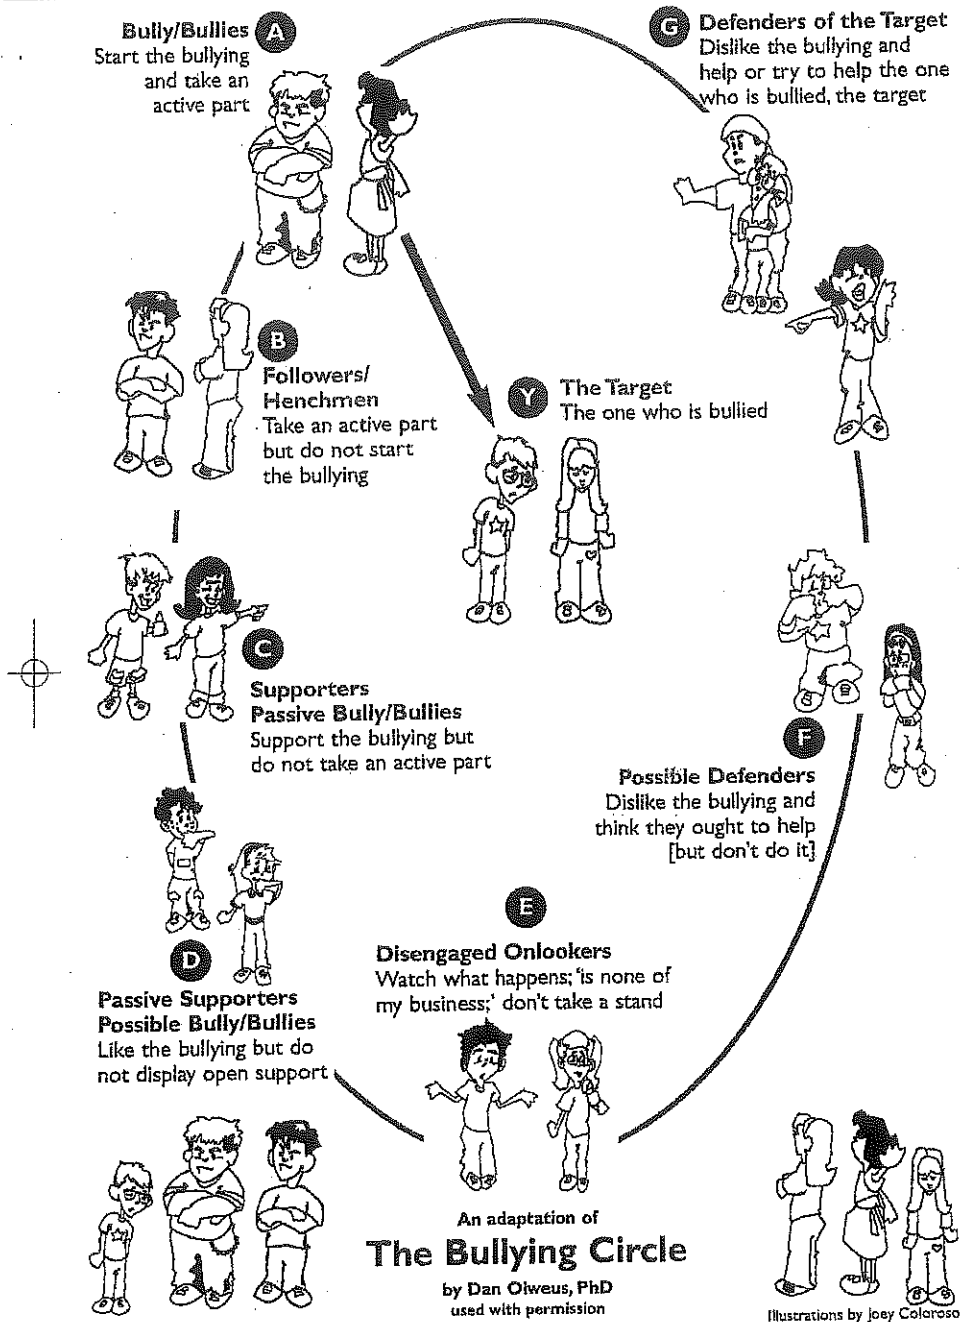 A
Bully/Bullies
Start the bullying
and take an
active part
G
Defenders of the Target
Dislike the bullying and
help or try to help the one
who is bullied, the target
B
Followers/
Henchmen
Take an active part
but do not start
the bullying
Y
The Target
The one who is bullied
C
Supporters
Passive Bully/Bullies
Support the bullying but
do not take an active part
F
Possible Defenders
Dislike the bullying and
think they ought to help
[but don't do it]
D
Passive Supporters
Possible Bully/Bullies
Like the bullying but do
not display open support
E
Disengaged Onlookers
Watch what happens; 'is none of
my business;' don't take a stand
An adaptation of
The Bullying Circle
by Dan Olweus, PhD
used with permission
Illustrations by Joey Coloroso